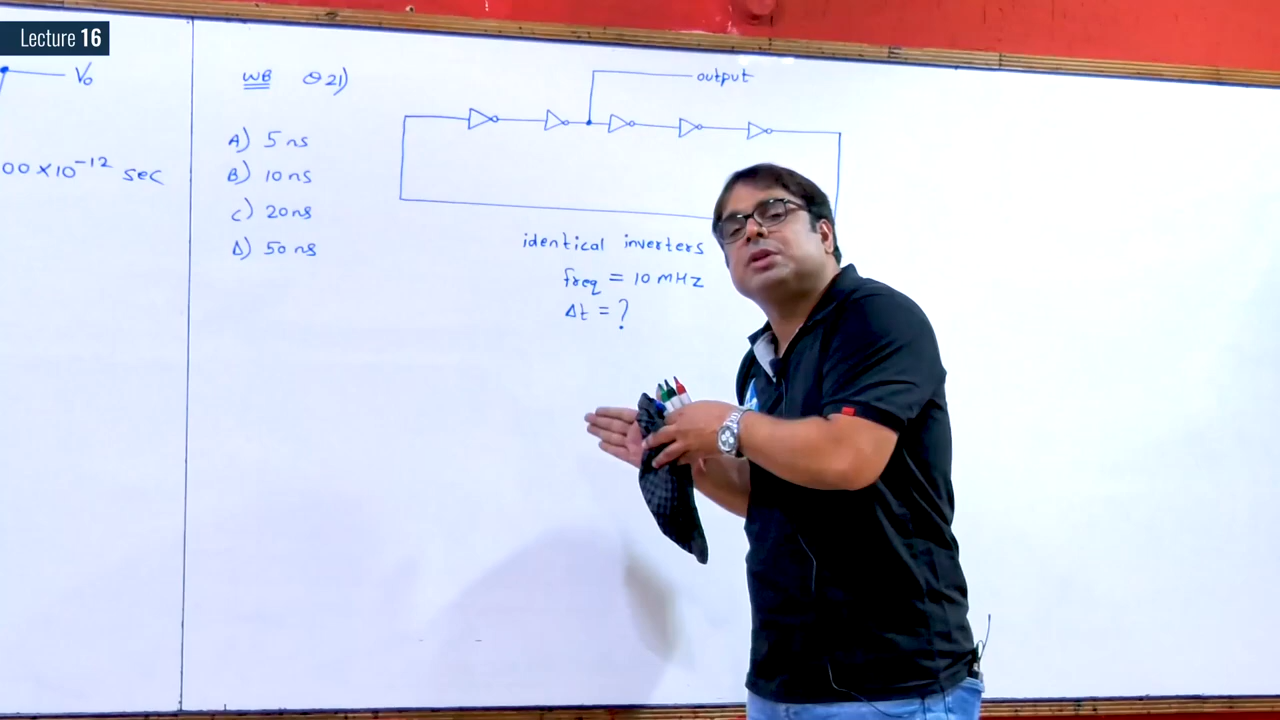 Lecture 16
V₀
00 × 10⁻¹² sec
WB Q 21)
output
A) 5 ns
B) 10 ns
C) 20 ns
D) 50 ns
identical inverters
freq = 10 MHz
Δt = ?